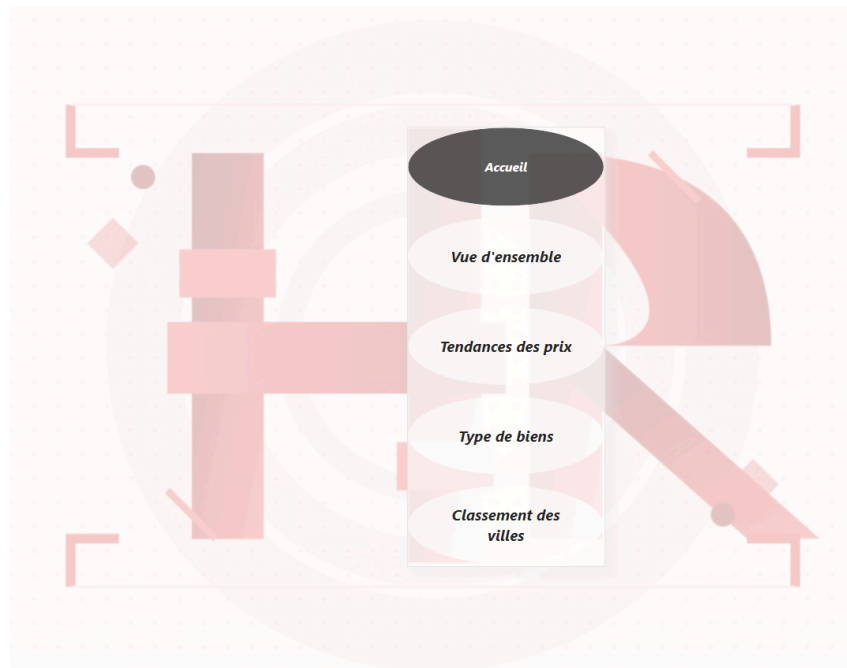 Accueil
Vue d'ensemble
Tendances des prix
Type de biens
Classement des
villes